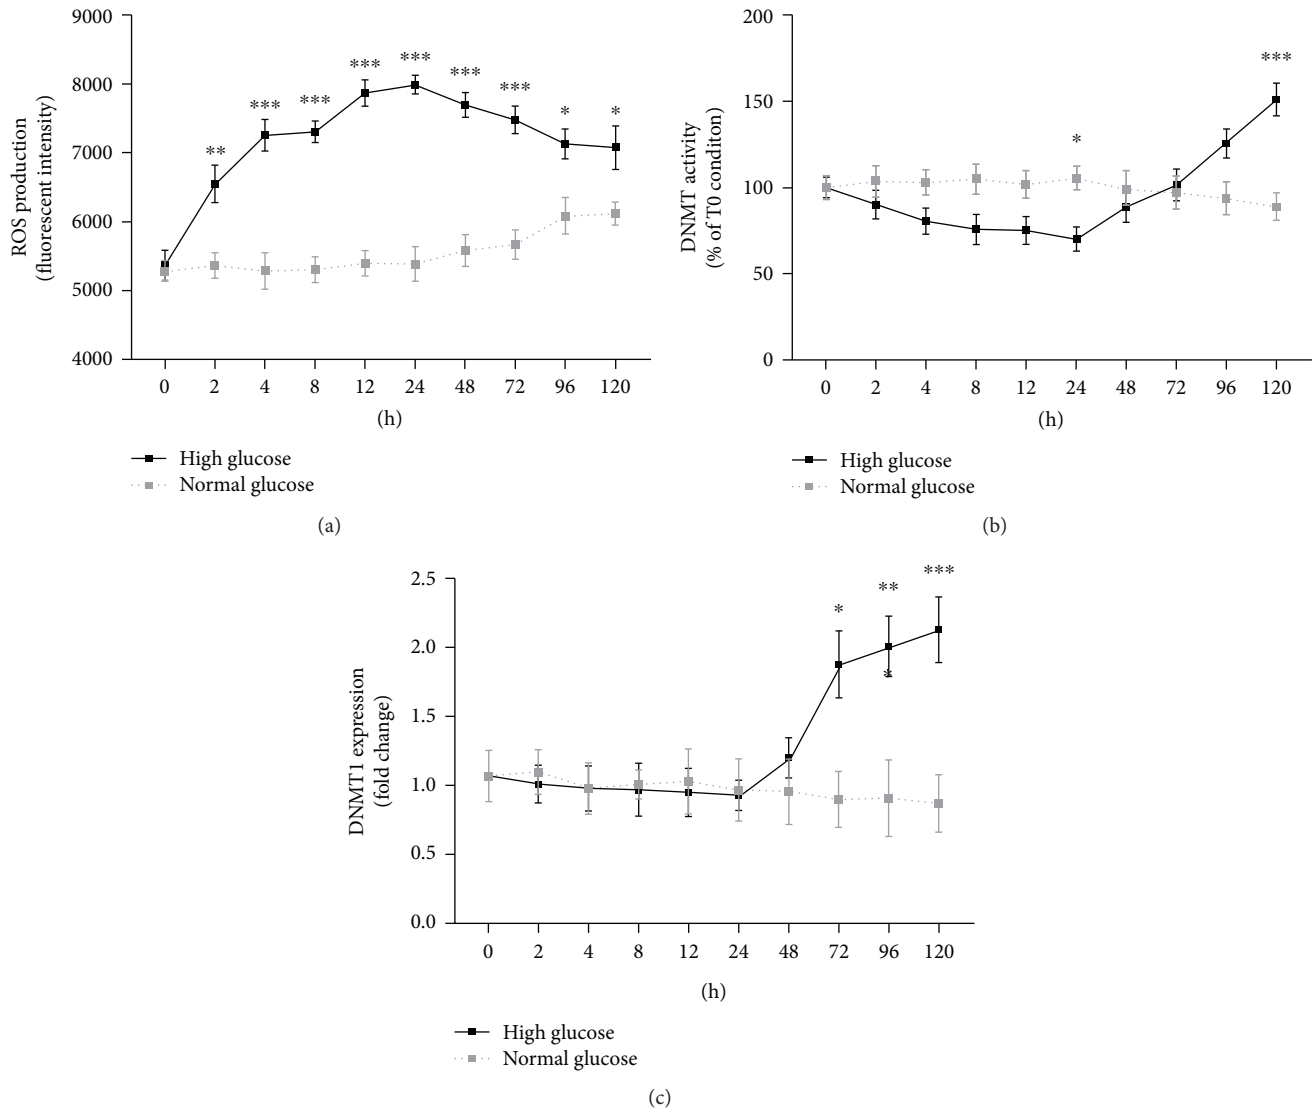 9000
8000
7000
6000
5000
4000
ROS production
(fluorescent intensity)
** *** *** *** *** *** *** * *
0 2 4 8 12 24 48 72 96 120
(h)
High glucose
Normal glucose
(a)
200
150
100
50
0
DNMT activity
(% of T0 conditon)
* ***
0 2 4 8 12 24 48 72 96 120
(h)
High glucose
Normal glucose
(b)
2.5
2.0
1.5
1.0
0.5
0.0
DNMT1 expression
(fold change)
* ** ***
*
0 2 4 8 12 24 48 72 96 120
(h)
High glucose
Normal glucose
(c)